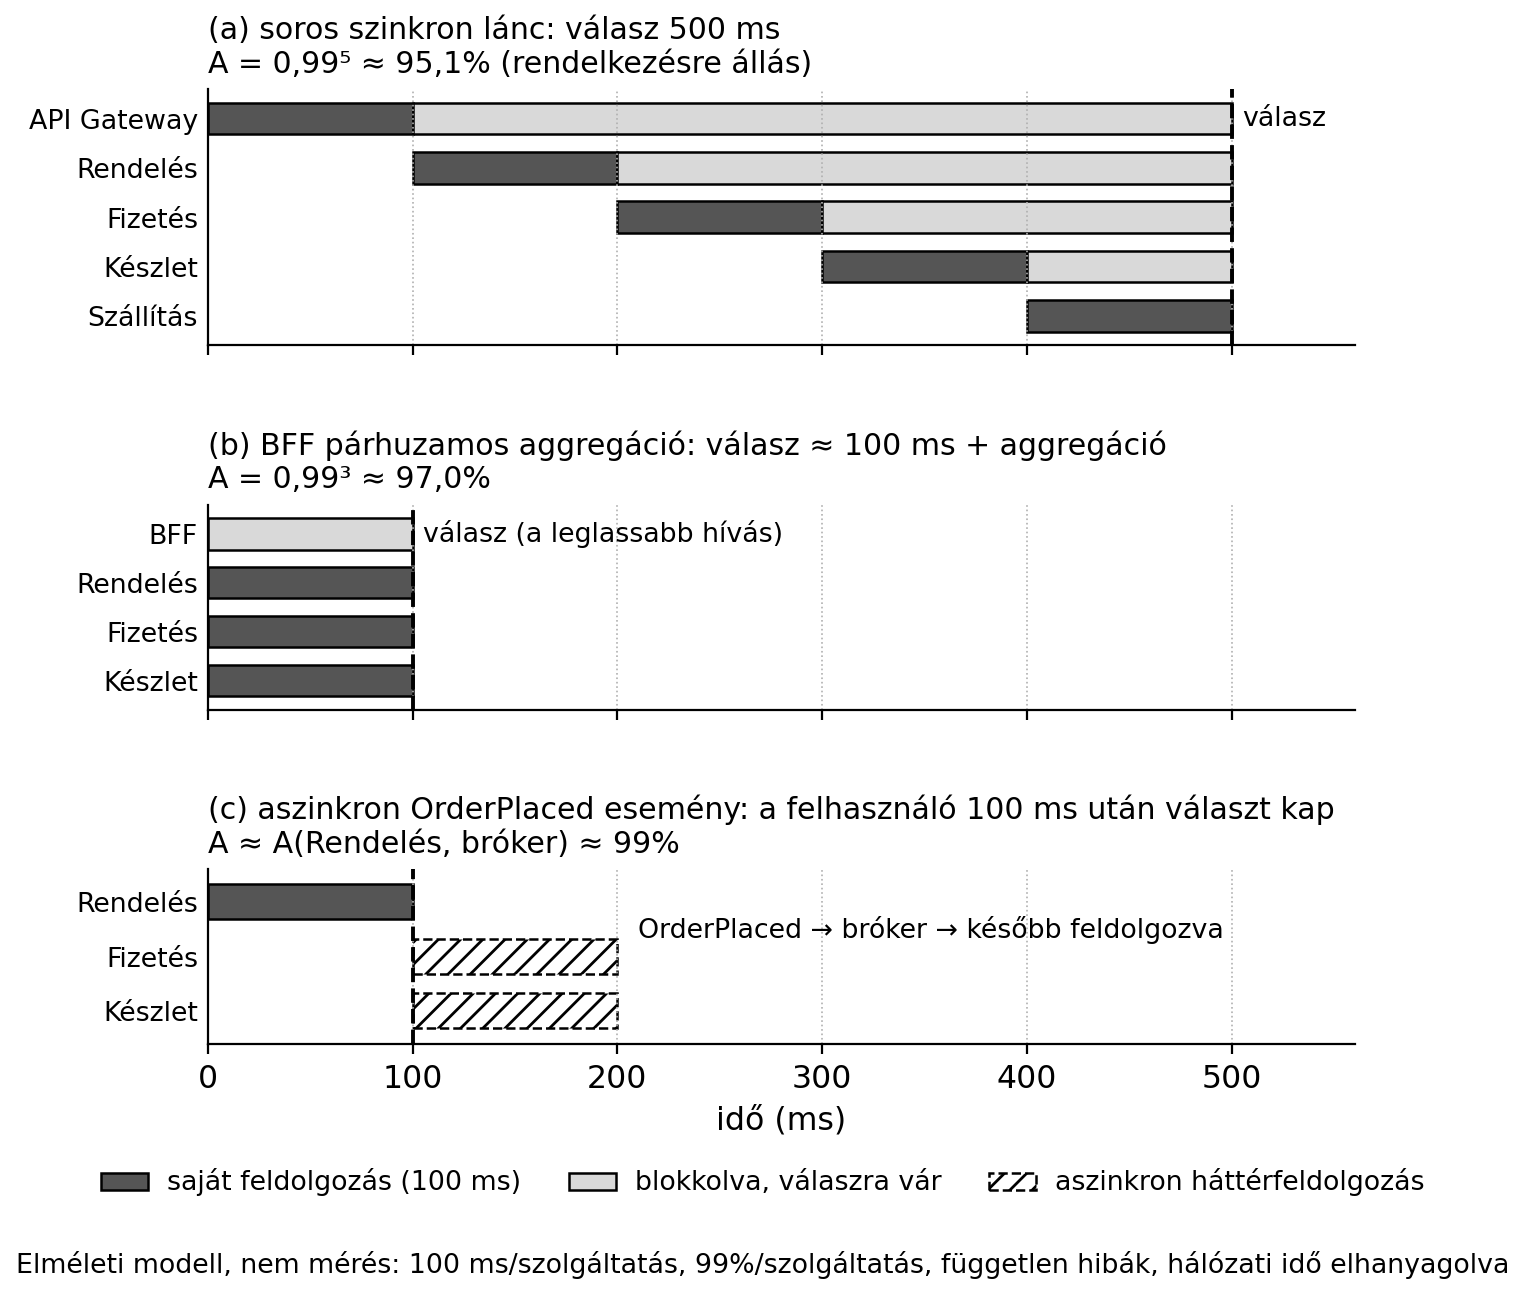 (a) soros szinkron lánc: válasz 500 ms
A = 0,99⁵ ≈ 95,1% (rendelkezésre állás)
API Gateway
válasz
Rendelés
Fizetés
Készlet
Szállítás
(b) BFF párhuzamos aggregáció: válasz ≈ 100 ms + aggregáció
A = 0,99³ ≈ 97,0%
BFF
válasz (a leglassabb hívás)
Rendelés
Fizetés
Készlet
(c) aszinkron OrderPlaced esemény: a felhasználó 100 ms után választ kap
A ≈ A(Rendelés, bróker) ≈ 99%
Rendelés
OrderPlaced → bróker → később feldolgozva
Fizetés
Készlet
0 100 200 300 400 500
idő (ms)
saját feldolgozás (100 ms) blokkolva, válaszra vár aszinkron háttérfeldolgozás
Elméleti modell, nem mérés: 100 ms/szolgáltatás, 99%/szolgáltatás, független hibák, hálózati idő elhanyagolva